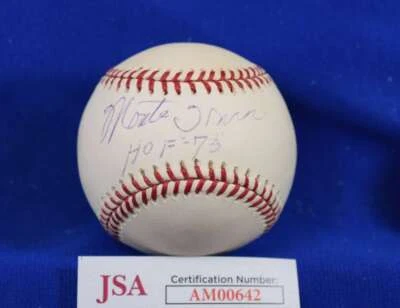 Monte Irvin
HOF-73
JSA
Certification Number:
AM00642